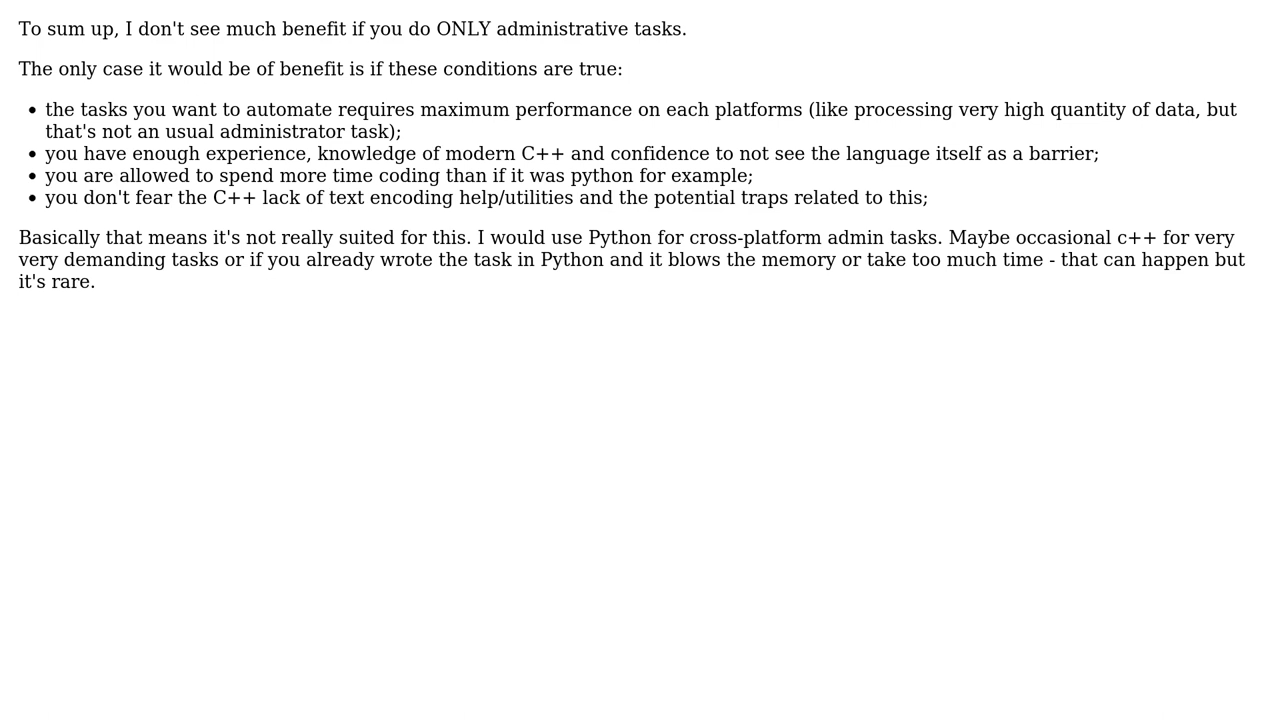 To sum up, I don't see much benefit if you do ONLY administrative tasks.
The only case it would be of benefit is if these conditions are true:
• the tasks you want to automate requires maximum performance on each platforms (like processing very high quantity of data, but
that's not an usual administrator task);
• you have enough experience, knowledge of modern C++ and confidence to not see the language itself as a barrier;
• you are allowed to spend more time coding than if it was python for example;
• you don't fear the C++ lack of text encoding help/utilities and the potential traps related to this;
Basically that means it's not really suited for this. I would use Python for cross-platform admin tasks. Maybe occasional c++ for very
very demanding tasks or if you already wrote the task in Python and it blows the memory or take too much time - that can happen but
it's rare.